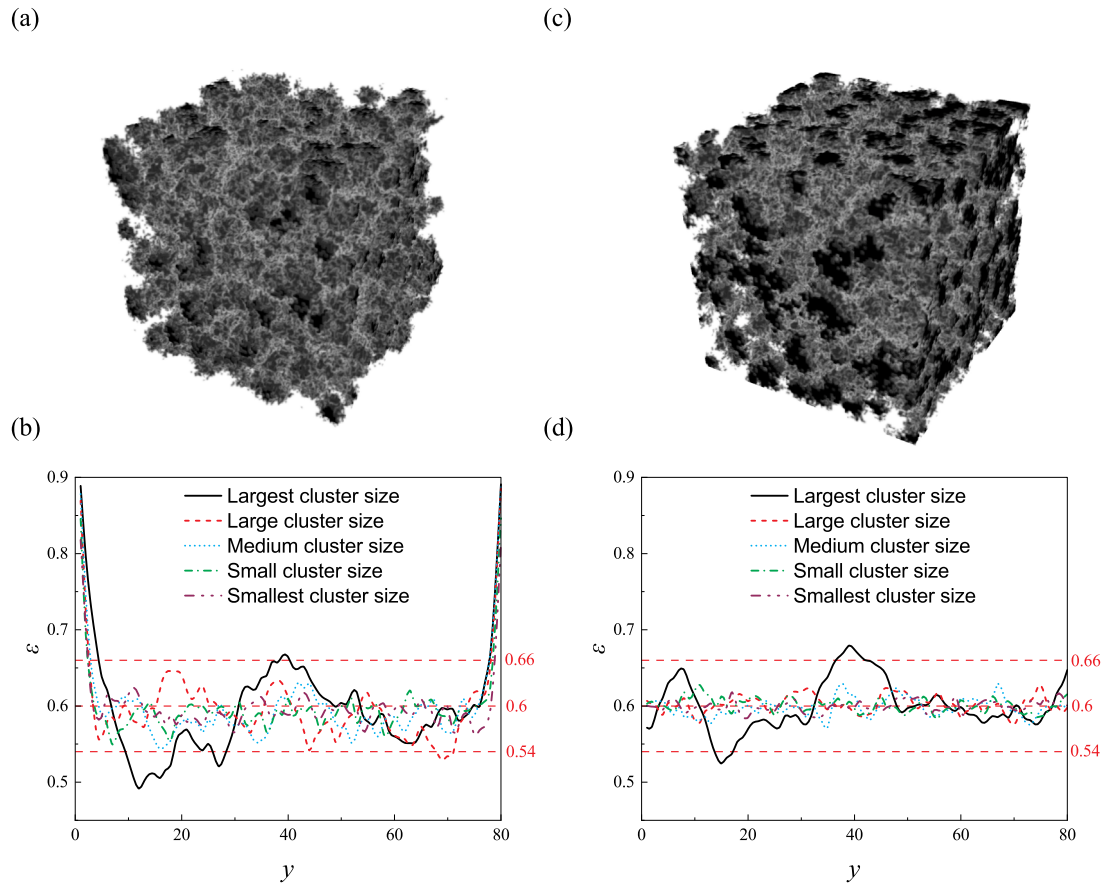 (a)
(c)
(b)
(d)
0.9
0.8
0.7
0.6
0.5
ε
Largest cluster size
Large cluster size
Medium cluster size
Small cluster size
Smallest cluster size
0.66
0.6
0.54
0
20
40
60
80
y
0.9
0.8
0.7
0.6
0.5
ε
Largest cluster size
Large cluster size
Medium cluster size
Small cluster size
Smallest cluster size
0.66
0.6
0.54
0
20
40
60
80
y